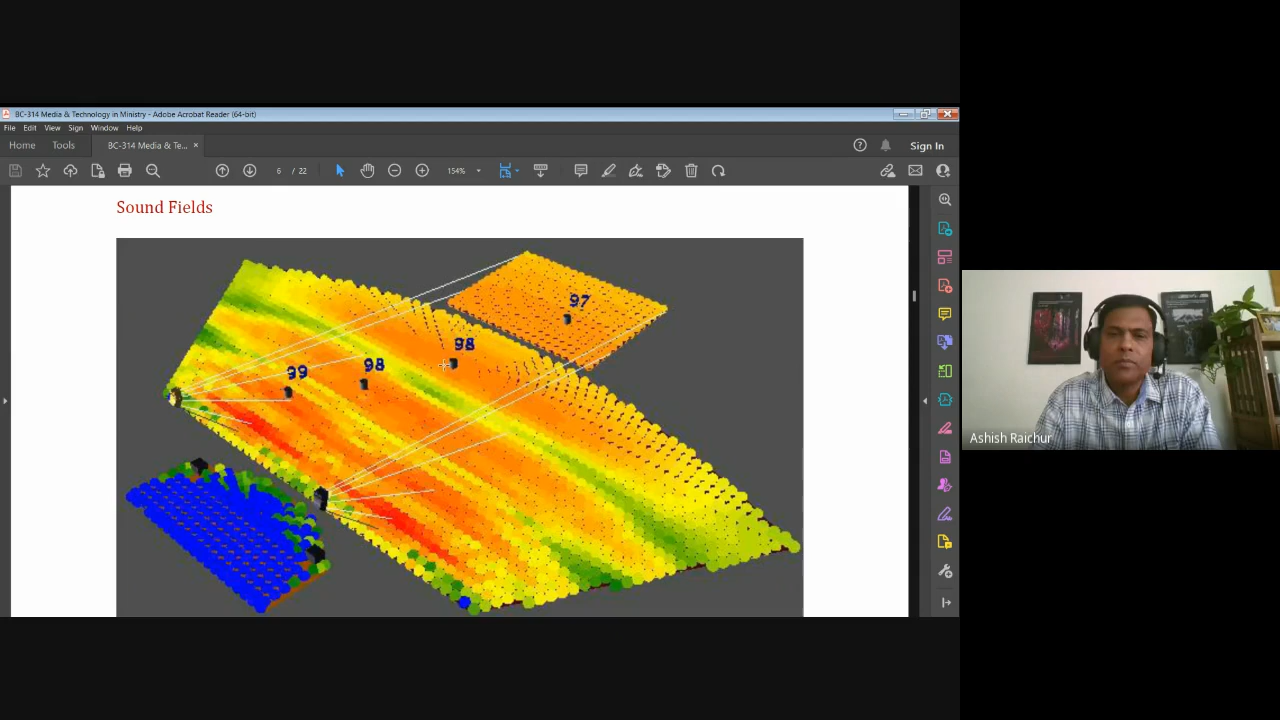 BC-314 Media & Technology in Ministry - Adobe Acrobat Reader (64-bit)
File Edit View Sign Window Help
Home Tools BC-314 Media & Te... × Sign In
6 / 22 154%
Sound Fields
97
98
98
99
Ashish Raichur